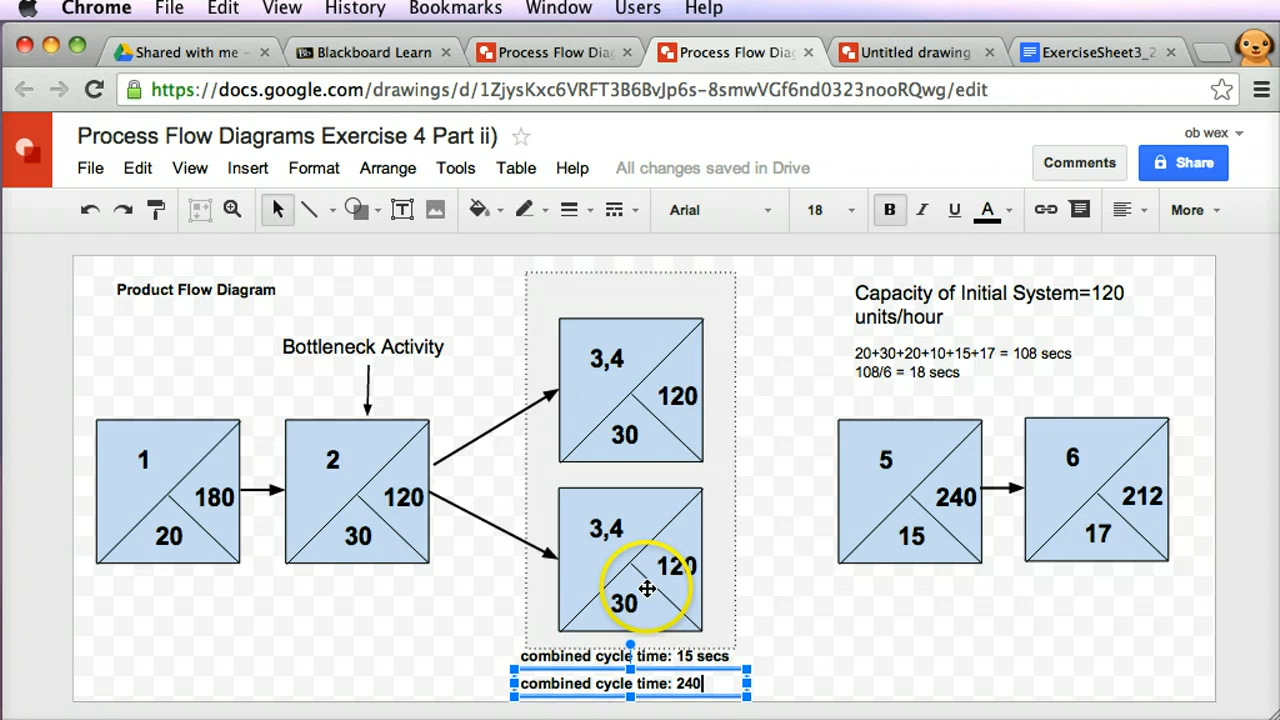 Chrome File Edit View History Bookmarks Window Users Help
Shared with me – Blackboard Learn Process Flow Dia Process Flow Dia Untitled drawing ExerciseSheet3_2
https://docs.google.com/drawings/d/1ZjysKxc6VRFT3B6BvJp6s-8smwVGf6nd0323nooRQwg/edit
Process Flow Diagrams Exercise 4 Part ii)
ob wex
File Edit View Insert Format Arrange Tools Table Help All changes saved in Drive
Comments Share
Arial 18 B I U A More
Product Flow Diagram
Capacity of Initial System=120
units/hour
20+30+20+10+15+17 = 108 secs
108/6 = 18 secs
Bottleneck Activity
1
180
20
2
120
30
3,4
120
30
3,4
120
30
5
240
15
6
212
17
combined cycle time: 15 secs
combined cycle time: 240